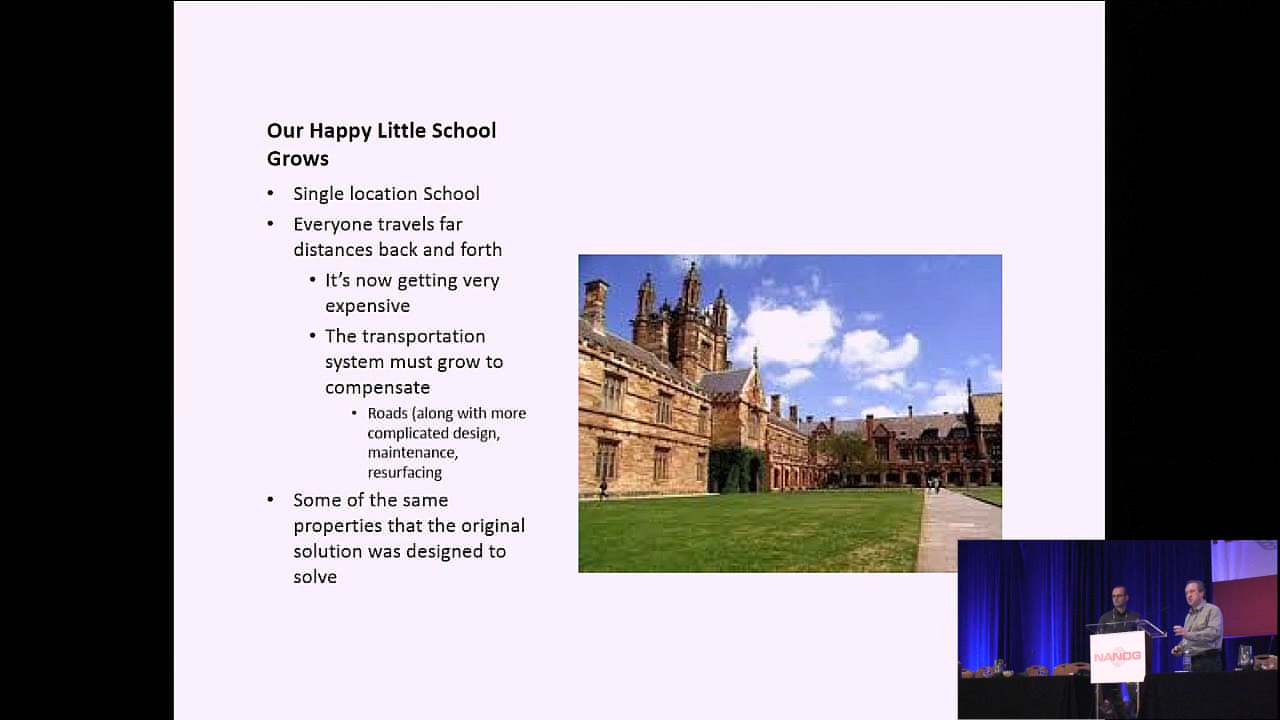 Our Happy Little School
Grows
• Single location School
• Everyone travels far
distances back and forth
• It’s now getting very
expensive
• The transportation
system must grow to
compensate
• Roads (along with more
complicated design,
maintenance,
resurfacing
• Some of the same
properties that the original
solution was designed to
solve
NANOG